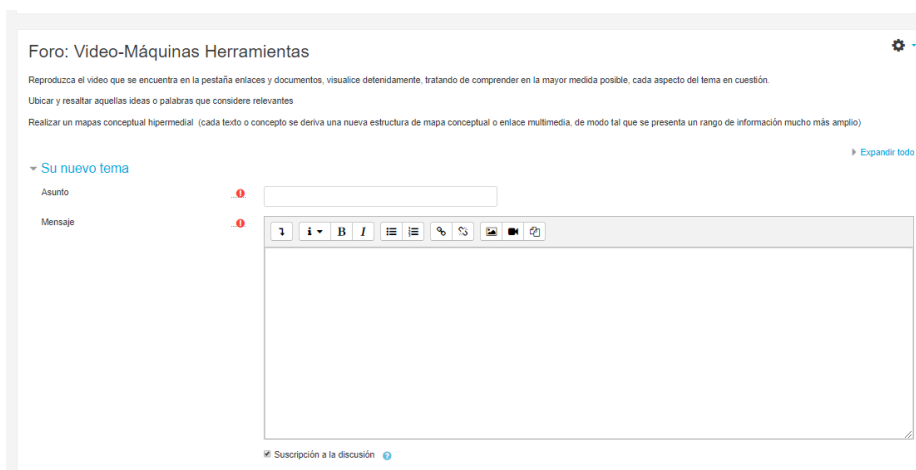 Foro: Video-Máquinas Herramientas
Reproduzca el video que se encuentra en la pestaña enlaces y documentos, visualice detenidamente, tratando de comprender en la mayor medida posible, cada aspecto del tema en cuestión.
Ubicar y resaltar aquellas ideas o palabras que considere relevantes
Realizar un mapas conceptual hipermedial (cada texto o concepto se deriva una nueva estructura de mapa conceptual o enlace multimedia, de modo tal que se presenta un rango de información mucho más amplio)
Expandir todo
Su nuevo tema
Asunto
Mensaje
Suscripción a la discusión